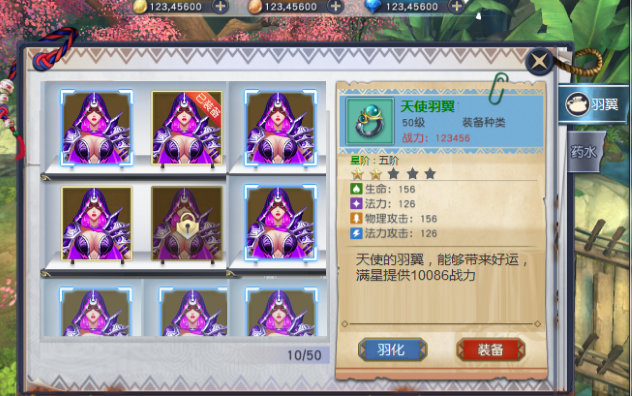 123,45600
123,45600
123,45600
已装备
天使羽翼
50级 装备种类
战力: 123456
星阶: 五阶
生命: 156
法力: 126
物理攻击: 156
法力攻击: 126
天使的羽翼，能够带来好运，
满星提供10086战力
羽化
装备
10/50
羽翼
药水